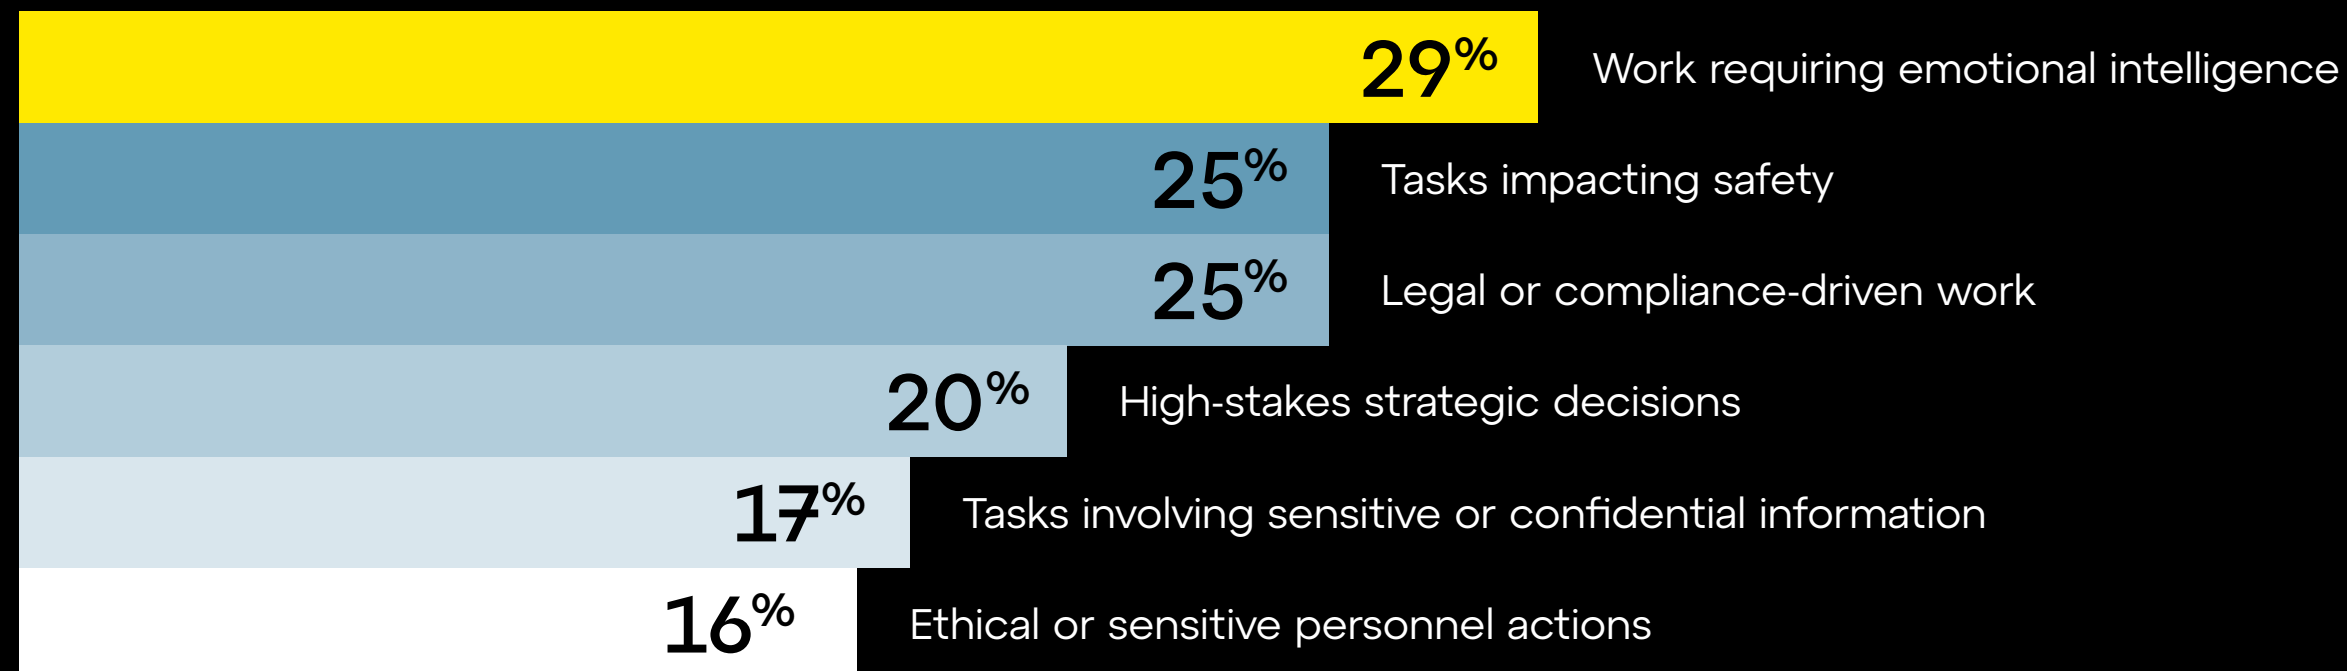 29% Work requiring emotional intelligence
25% Tasks impacting safety
25% Legal or compliance-driven work
20% High-stakes strategic decisions
17% Tasks involving sensitive or confidential information
16% Ethical or sensitive personnel actions